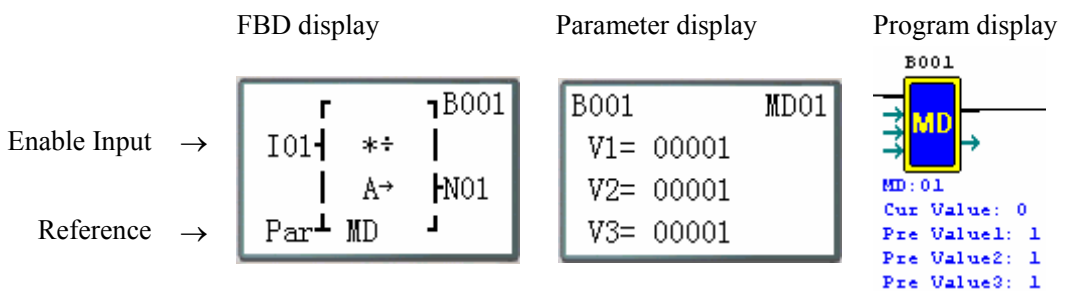 FBD display
Parameter display
Program display
Enable Input →
Reference →
B001
I01 *÷
A→ N01
Par MD
B001 MD01
V1= 00001
V2= 00001
V3= 00001
B001
MD
MD:01
Cur Value: 0
Pre Value1: 1
Pre Value2: 1
Pre Value3: 1